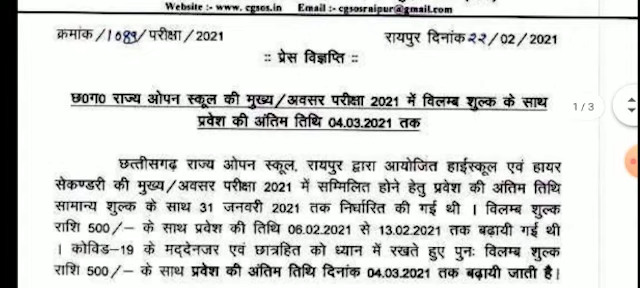 Website :- www. cgsos.in Email :- cgsosraipur@gmail.com
क्रमांक /1089/ परीक्षा /2021 रायपुर दिनांक 22/02/2021
:: प्रेस विज्ञप्ति ::
छ0ग0 राज्य ओपन स्कूल की मुख्य/अवसर परीक्षा 2021 में विलम्ब शुल्क के साथ
प्रवेश की अंतिम तिथि 04.03.2021 तक
1/3
छत्तीसगढ़ राज्य ओपन स्कूल, रायपुर द्वारा आयोजित हाईस्कूल एवं हायर
सेकण्डरी की मुख्य/अवसर परीक्षा 2021 में सम्मिलित होने हेतु प्रवेश की अंतिम तिथि
सामान्य शुल्क के साथ 31 जनवरी 2021 तक निर्धारित की गई थी । विलम्ब शुल्क
राशि 500/- के साथ प्रवेश की तिथि 06.02.2021 से 13.02.2021 तक बढ़ायी गई थी
। कोविड-19 के मद्देनजर एवं छात्रहित को ध्यान में रखते हुए पुनः विलम्ब शुल्क
राशि 500/- के साथ प्रवेश की अंतिम तिथि दिनांक 04.03.2021 तक बढ़ायी जाती है।